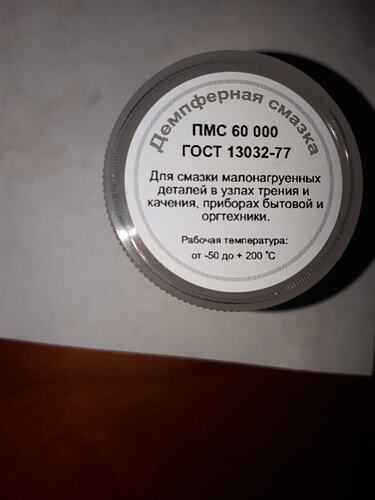 Демпферная смазка
ПМС 60 000
ГОСТ 13032-77
Для смазки малонагруенных
деталей в узлах трения и
качения, приборах бытовой и
оргтехники.
Рабочая температура:
от -50 до + 200 °С